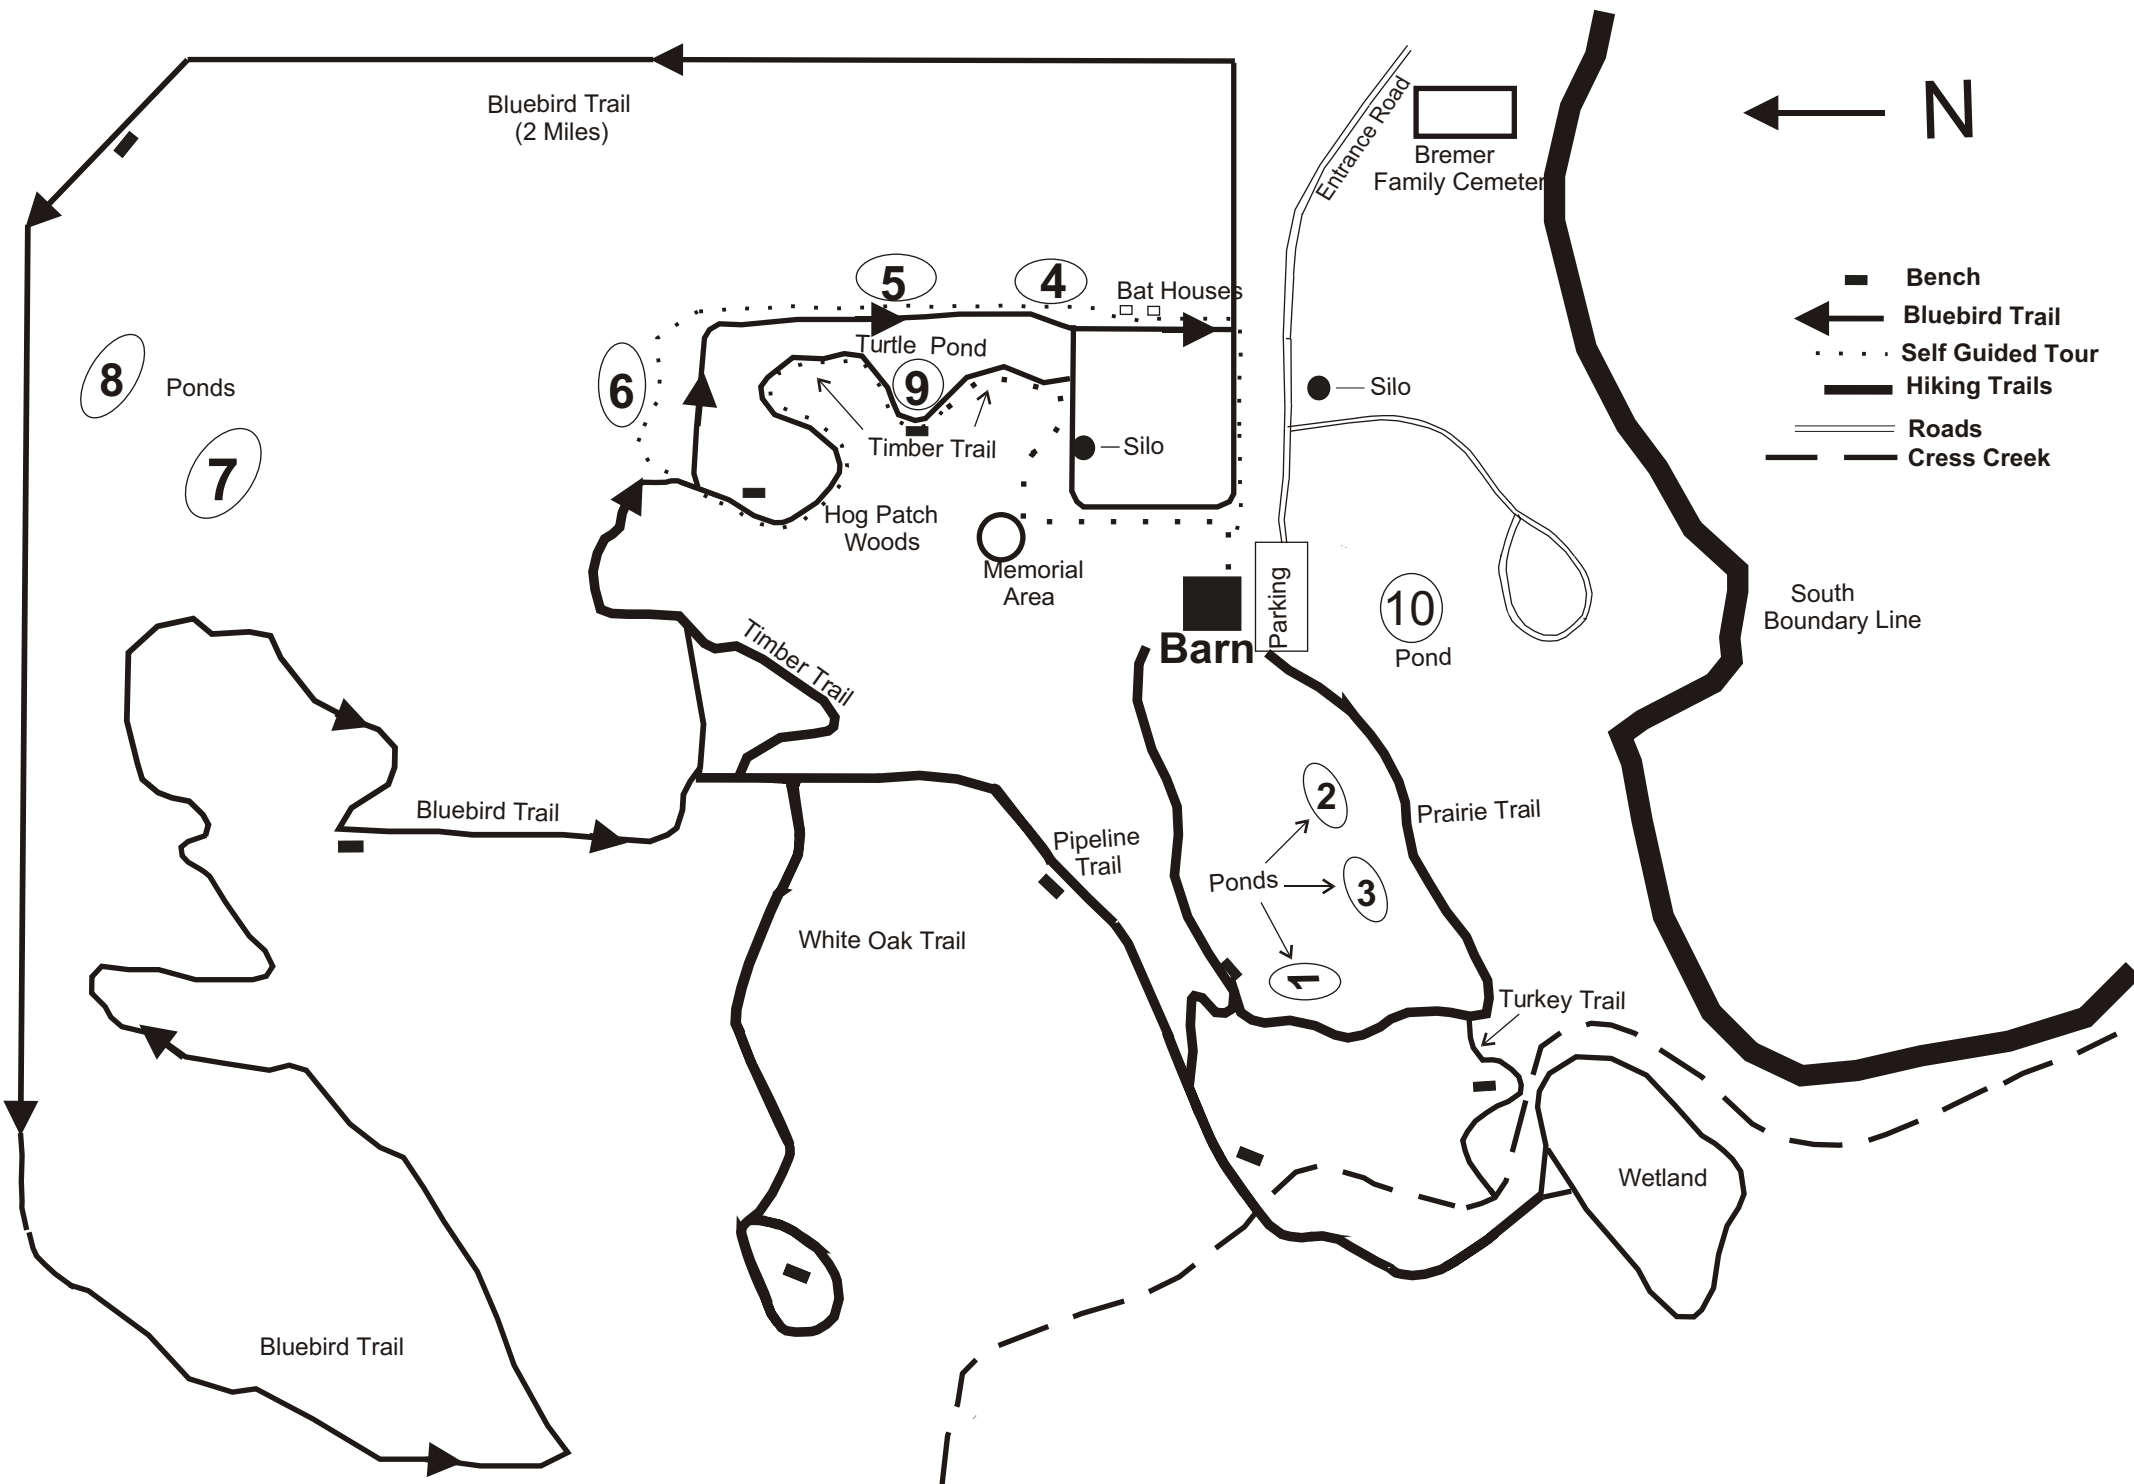 Bluebird Trail
(2 Miles)
Entrance Road
Bremer
Family Cemeter
N
Bench
Bluebird Trail
Self Guided Tour
Hiking Trails
Roads
Cress Creek
5
4
Bat Houses
8
Ponds
6
Turtle Pond
9
Silo
7
Timber Trail
Silo
Hog Patch
Woods
Memorial
Area
Parking
10
Pond
South
Boundary Line
Barn
Timber Trail
2
Bluebird Trail
Pipeline
Trail
Prairie Trail
Ponds
3
White Oak Trail
1
Turkey Trail
Wetland
Bluebird Trail